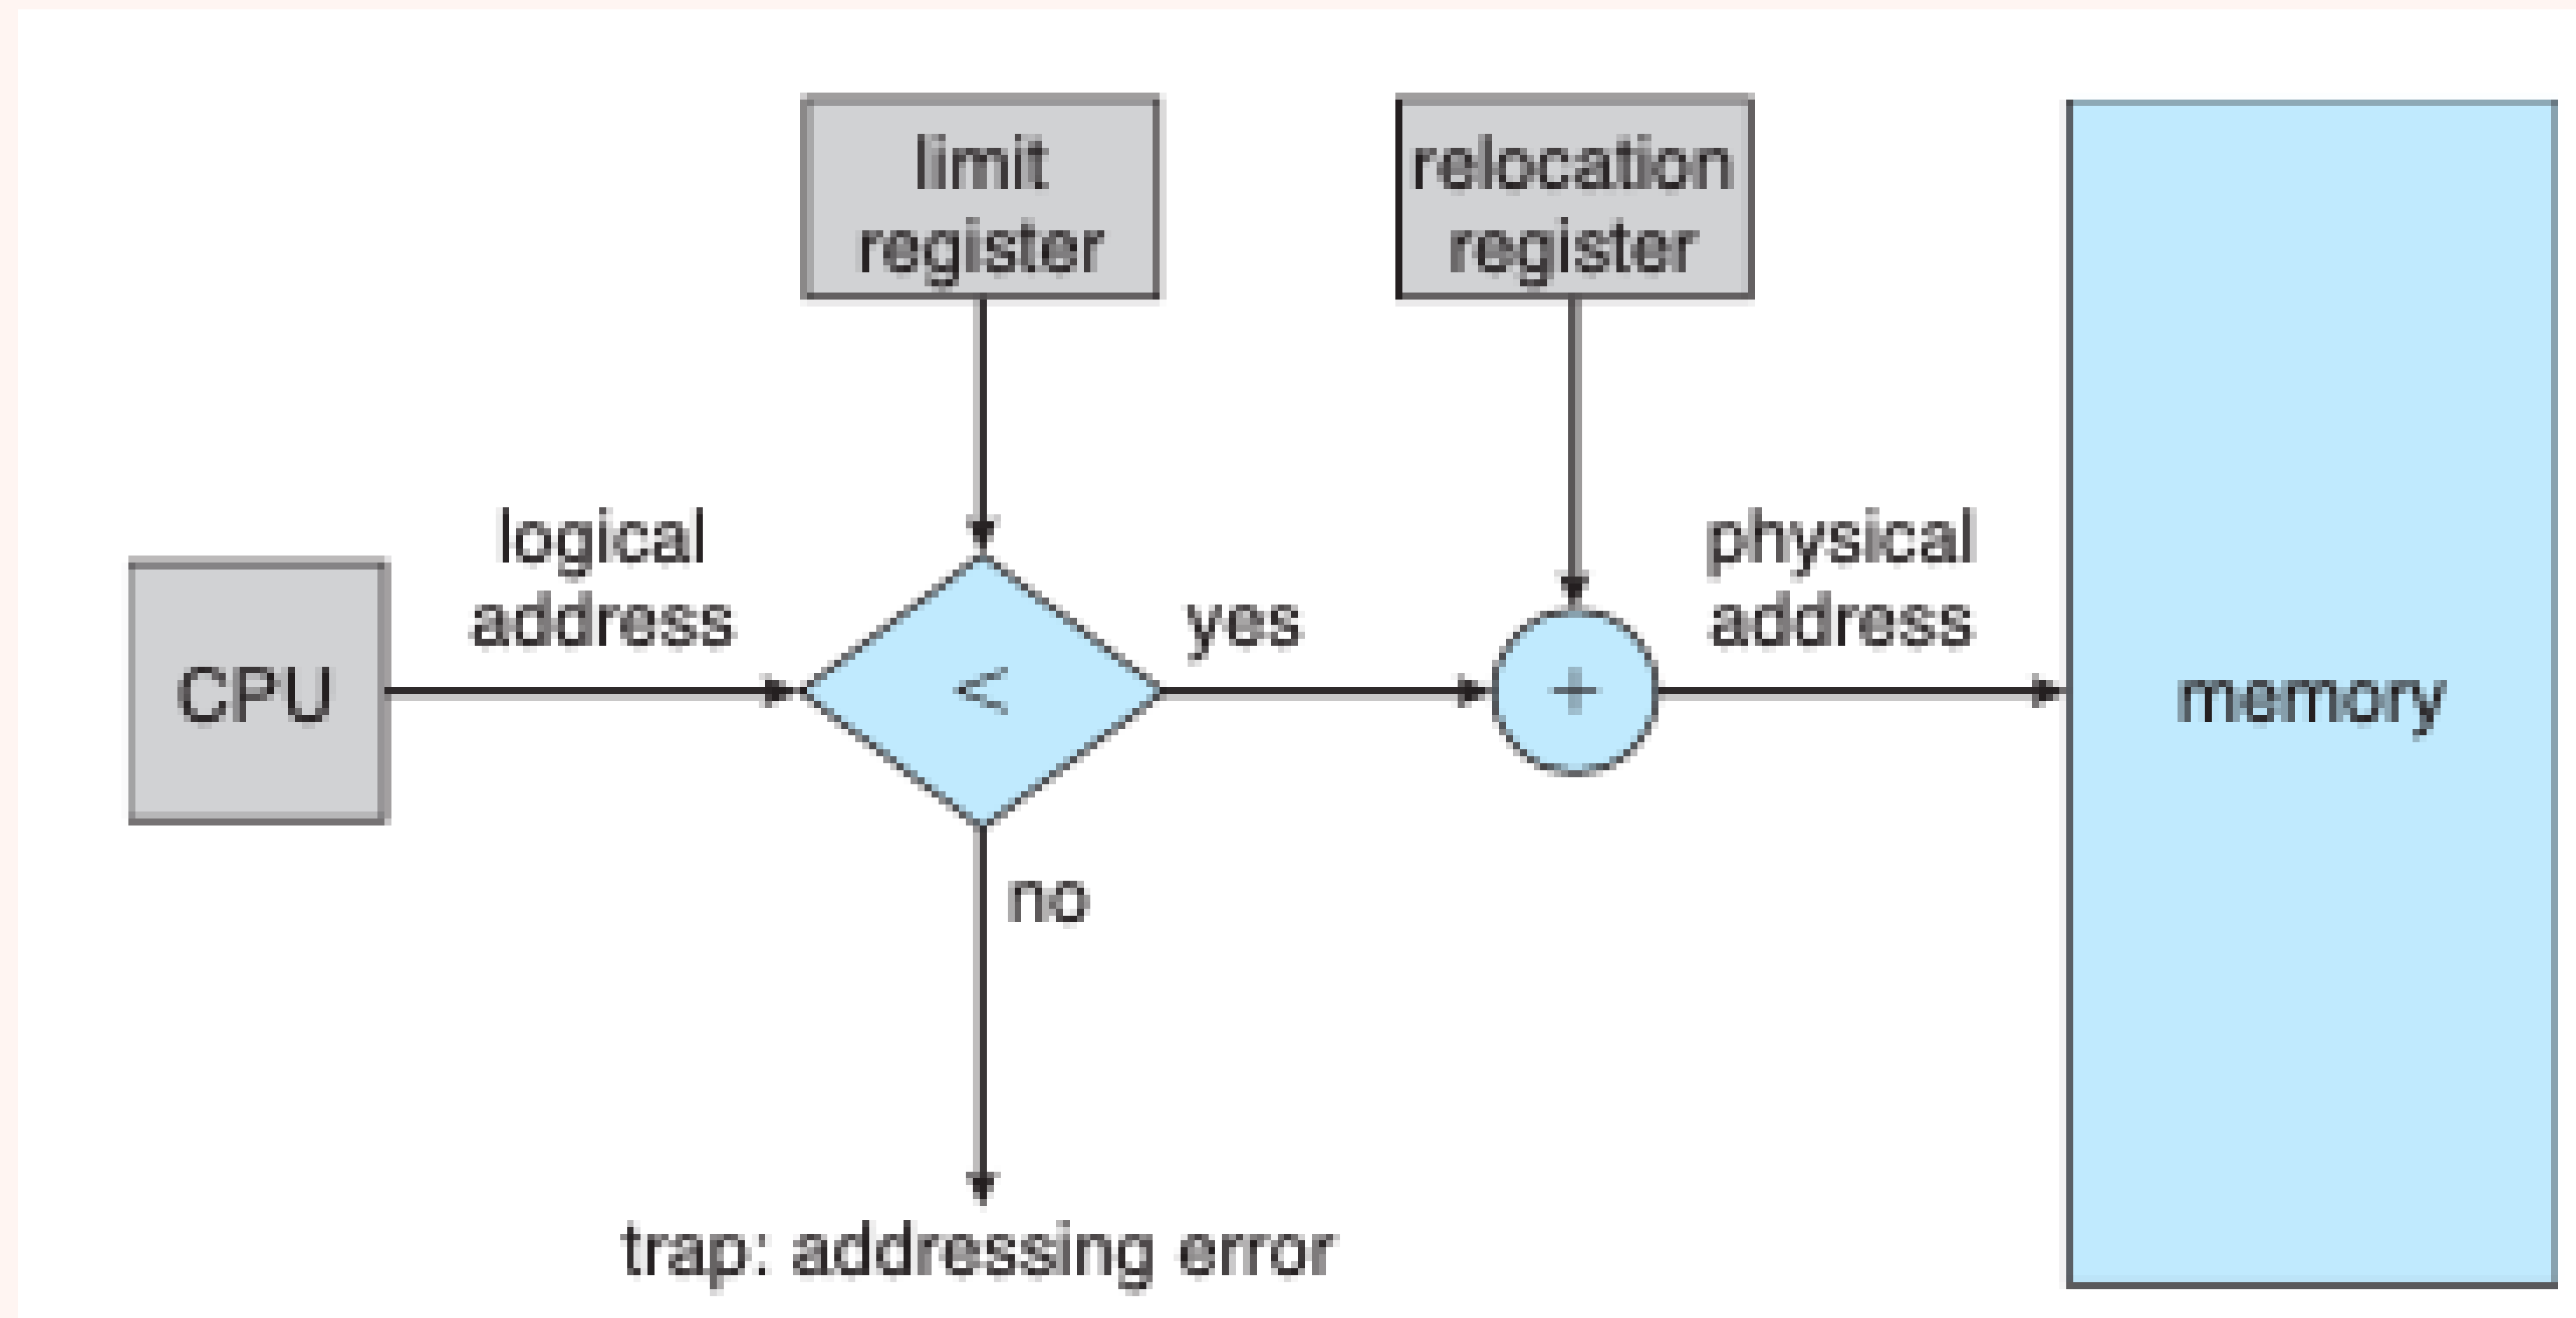 limit
register
relocation
register
logical
address
physical
address
yes
CPU
<
+
memory
no
trap: addressing error